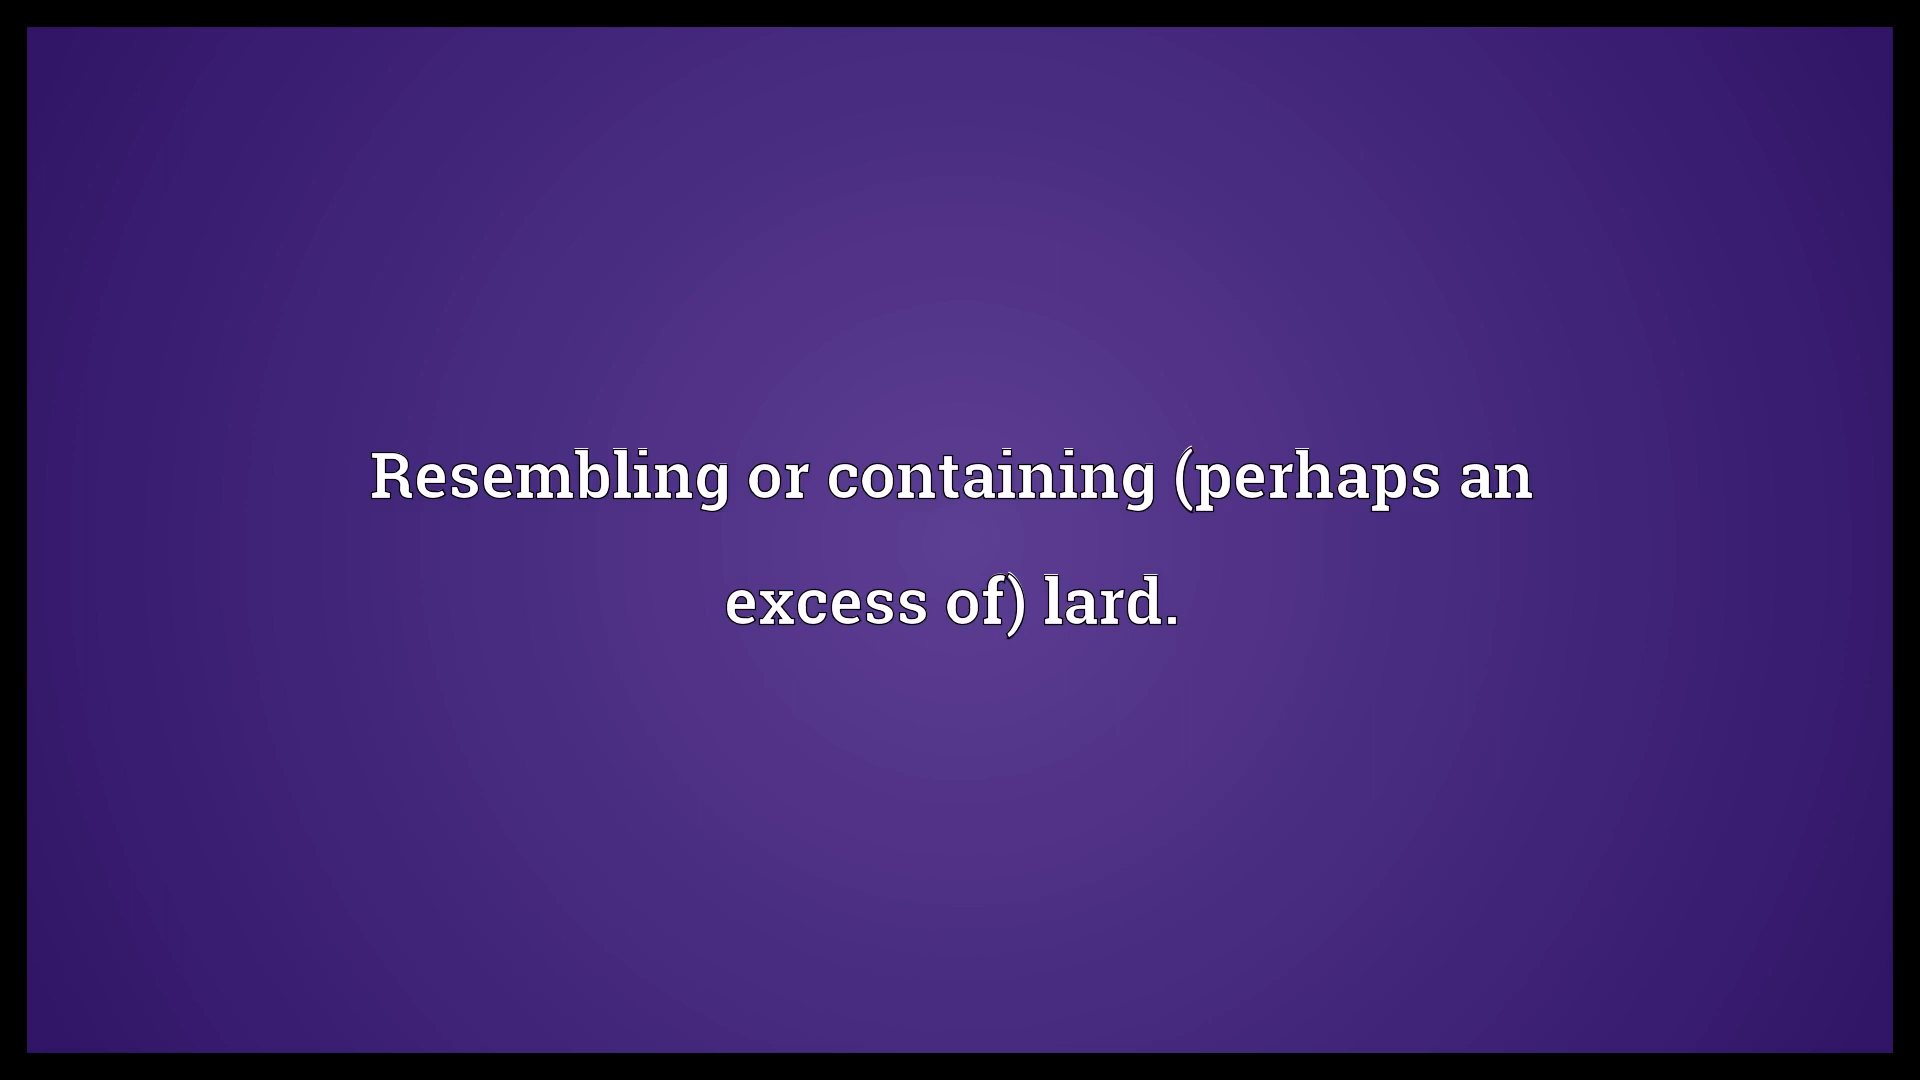 Resembling or containing (perhaps an
excess of) lard.